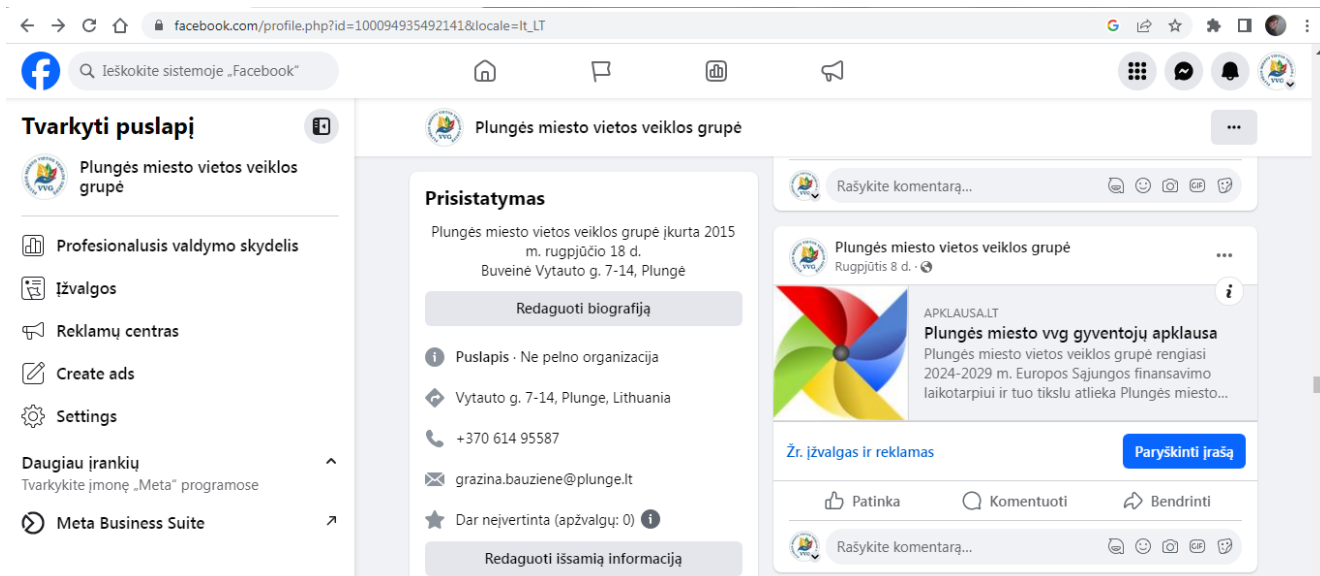 facebook.com/profile.php?id=100094935492141&locale=lt_LT
Ieškokite sistemoje „Facebook“
Tvarkyti puslapį
Plungės miesto vietos veiklos
grupė
Profesionalusis valdymo skydelis
Įžvalgos
Reklamų centras
Create ads
Settings
Daugiau įrankių
Tvarkykite įmonę „Meta“ programose
Meta Business Suite
Plungės miesto vietos veiklos grupė
Prisistatymas
Plungės miesto vietos veiklos grupė įkurta 2015
m. rugpjūčio 18 d.
Buveinė Vytauto g. 7-14, Plungė
Redaguoti biografiją
Puslapis · Ne pelno organizacija
Vytauto g. 7-14, Plunge, Lithuania
+370 614 95587
grazina.bauziene@plunge.lt
Dar neįvertinta (apžvalgų: 0)
Redaguoti išsamią informaciją
Rašykite komentarą...
GIF
Plungės miesto vietos veiklos grupė
Rugpjūtis 8 d. ·
APKLAUSA.LT
Plungės miesto vvg gyventojų apklausa
Plungės miesto vietos veiklos grupė rengiasi
2024-2029 m. Europos Sąjungos finansavimo
laikotarpiui ir tuo tikslu atlieka Plungės miesto...
Žr. įžvalgas ir reklamas
Paryškinti įrašą
Patinka
Komentuoti
Bendrinti
Rašykite komentarą...
GIF